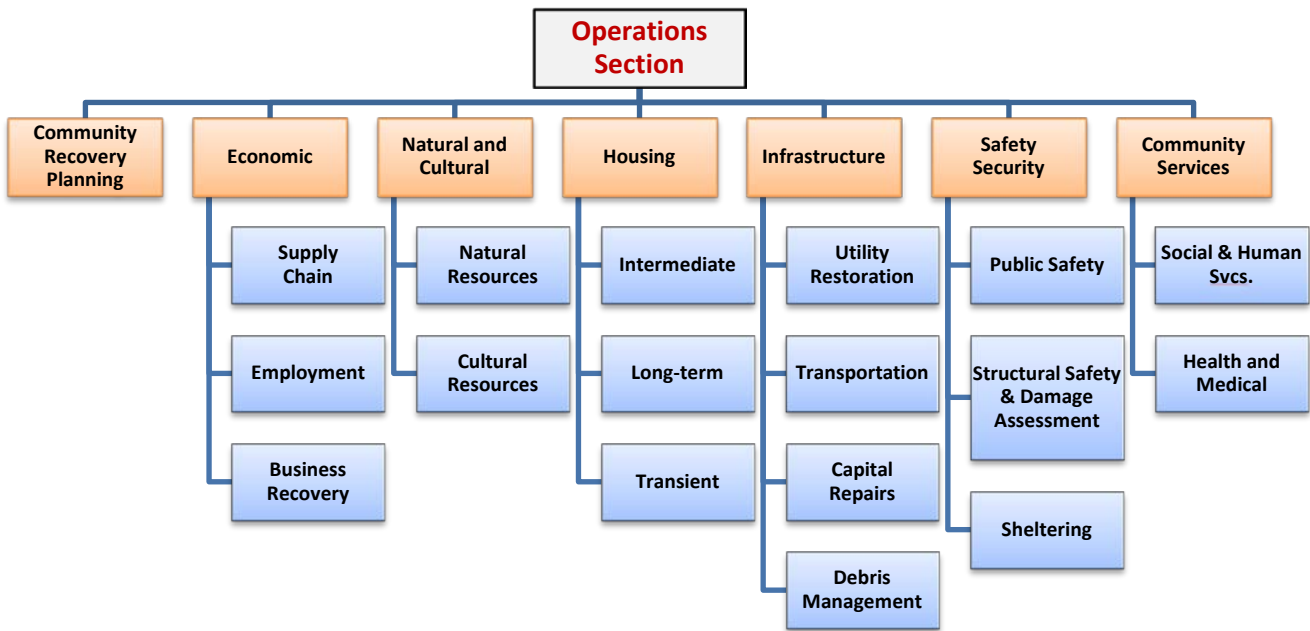 Operations
Section
Community
Recovery
Planning
Economic
Natural and
Cultural
Housing
Infrastructure
Safety
Security
Community
Services
Supply
Chain
Natural
Resources
Intermediate
Utility
Restoration
Public Safety
Social & Human
Svcs.
Employment
Cultural
Resources
Long-term
Transportation
Structural Safety
& Damage
Assessment
Health and
Medical
Business
Recovery
Transient
Capital
Repairs
Sheltering
Debris
Management